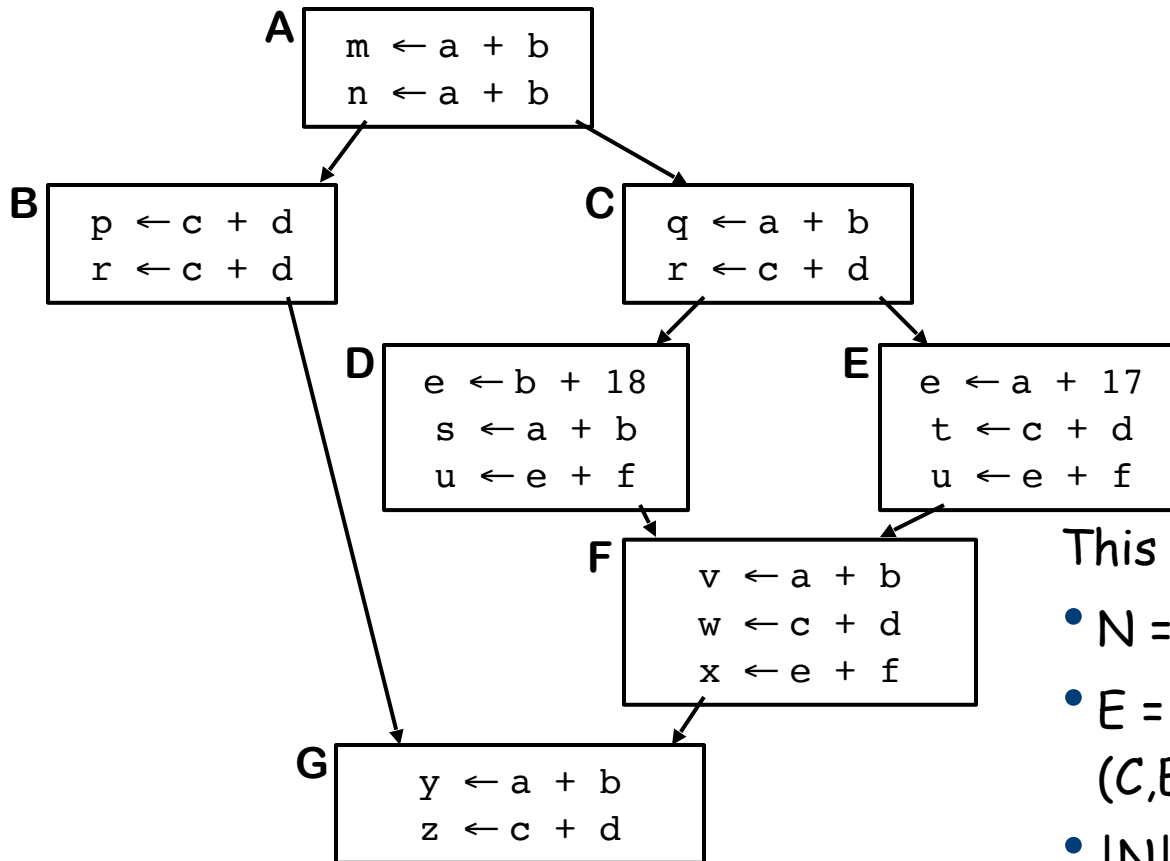 A
m ← a + b
n ← a + b
B
p ← c + d
r ← c + d
C
q ← a + b
r ← c + d
D
e ← b + 18
s ← a + b
u ← e + f
E
e ← a + 17
t ← c + d
u ← e + f
F
v ← a + b
w ← c + d
x ← e + f
G
y ← a + b
z ← c + d
This
• N =
• E =
(C,E
• |N|